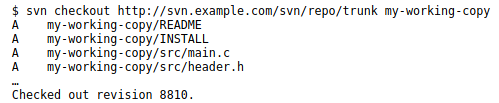 $ svn checkout http://svn.example.com/svn/repo/trunk my-working-copy
A    my-working-copy/README
A    my-working-copy/INSTALL
A    my-working-copy/src/main.c
A    my-working-copy/src/header.h
…
Checked out revision 8810.